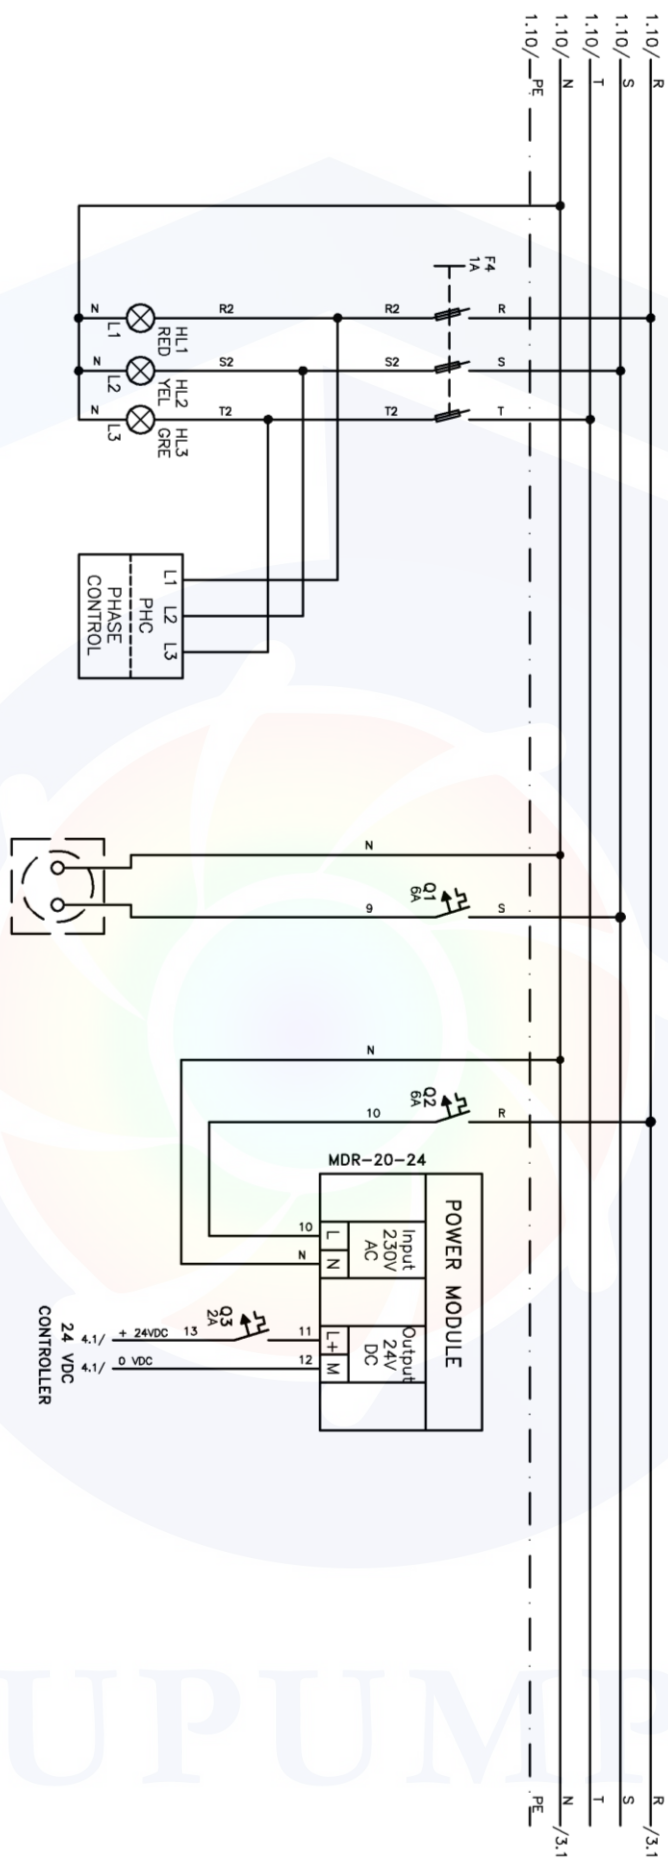 1.10/ R
1.10/ S
1.10/ T
1.10/ N
1.10/ PE
F4
1A
R
S
T
R2
S2
T2
R2
S2
T2
HL1
RED
HL2
YEL
HL3
GRE
N
L1
N
L2
N
L3
L1
L2
L3
PHC
PHASE
CONTROL
N
S
Q1
6A
9
N
R
Q2
6A
10
MDR-20-24
POWER MODULE
Input
230V
AC
L
N
10
N
Output
24V
DC
L+
M
11
12
Q3
2A
13
+ 24VDC
4.1/
0 VDC
4.1/
24 VDC
CONTROLLER
R
/3.1
S
T
N
/3.1
PE
UPUMP